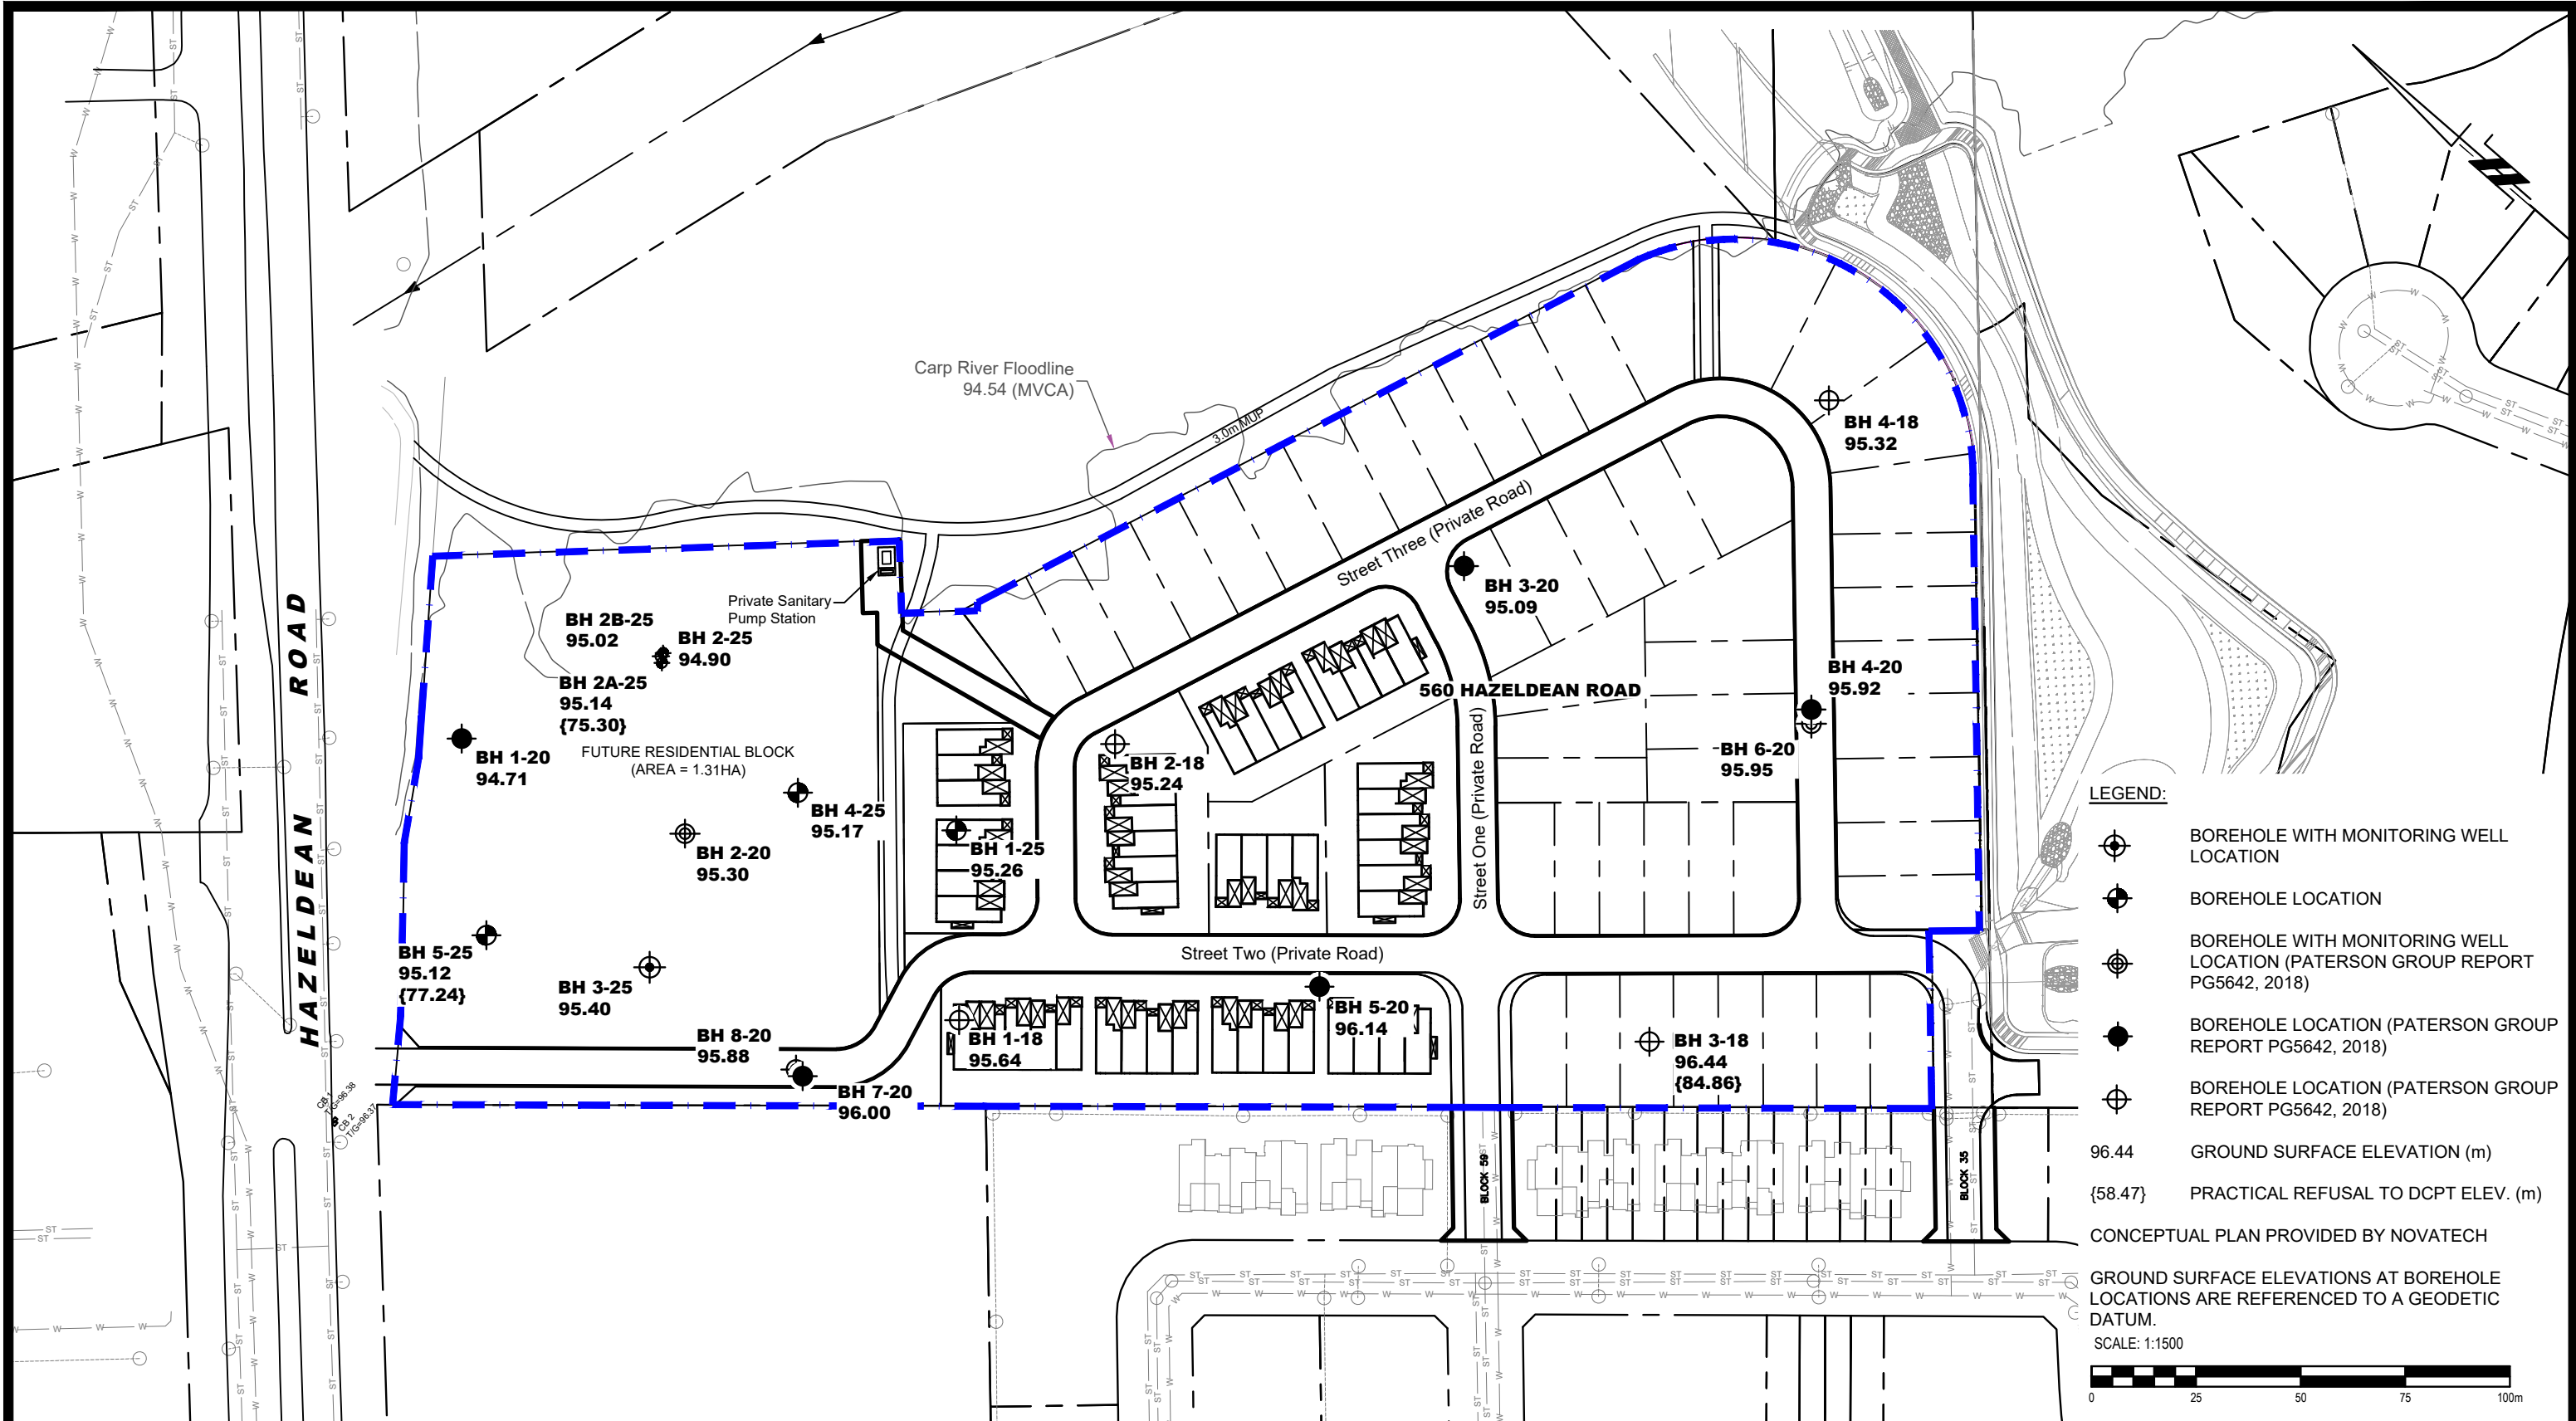 Carp River Floodline
94.54 (MVCA)
3.0m MUP
BH 4-18
95.32
Street Three (Private Road)
BH 3-20
95.09
Private Sanitary
Pump Station
BH 2B-25
95.02
BH 2-25
94.90
BH 2A-25
95.14
{75.30}
HAZELDEAN ROAD
BH 1-20
94.71
FUTURE RESIDENTIAL BLOCK
(AREA = 1.31HA)
560 HAZELDEAN ROAD
BH 4-20
95.92
BH 6-20
95.95
BH 2-18
95.24
BH 4-25
95.17
BH 2-20
95.30
BH 1-25
95.26
Street One (Private Road)
Street Two (Private Road)
BH 5-25
95.12
{77.24}
BH 3-25
95.40
BH 8-20
95.88
BH 7-20
96.00
BH 1-18
95.64
BH 5-20
96.14
BH 3-18
96.44
{84.86}
CB 1
T/G=96.38
CB 2
T/G=96.37
BLOCK 59
BLOCK 35
LEGEND:
BOREHOLE WITH MONITORING WELL
LOCATION
BOREHOLE LOCATION
BOREHOLE WITH MONITORING WELL
LOCATION (PATERSON GROUP REPORT
PG5642, 2018)
BOREHOLE LOCATION (PATERSON GROUP
REPORT PG5642, 2018)
BOREHOLE LOCATION (PATERSON GROUP
REPORT PG5642, 2018)
96.44 GROUND SURFACE ELEVATION (m)
{58.47} PRACTICAL REFUSAL TO DCPT ELEV. (m)
CONCEPTUAL PLAN PROVIDED BY NOVATECH
GROUND SURFACE ELEVATIONS AT BOREHOLE
LOCATIONS ARE REFERENCED TO A GEODETIC
DATUM.
SCALE: 1:1500
0 25 50 75 100m